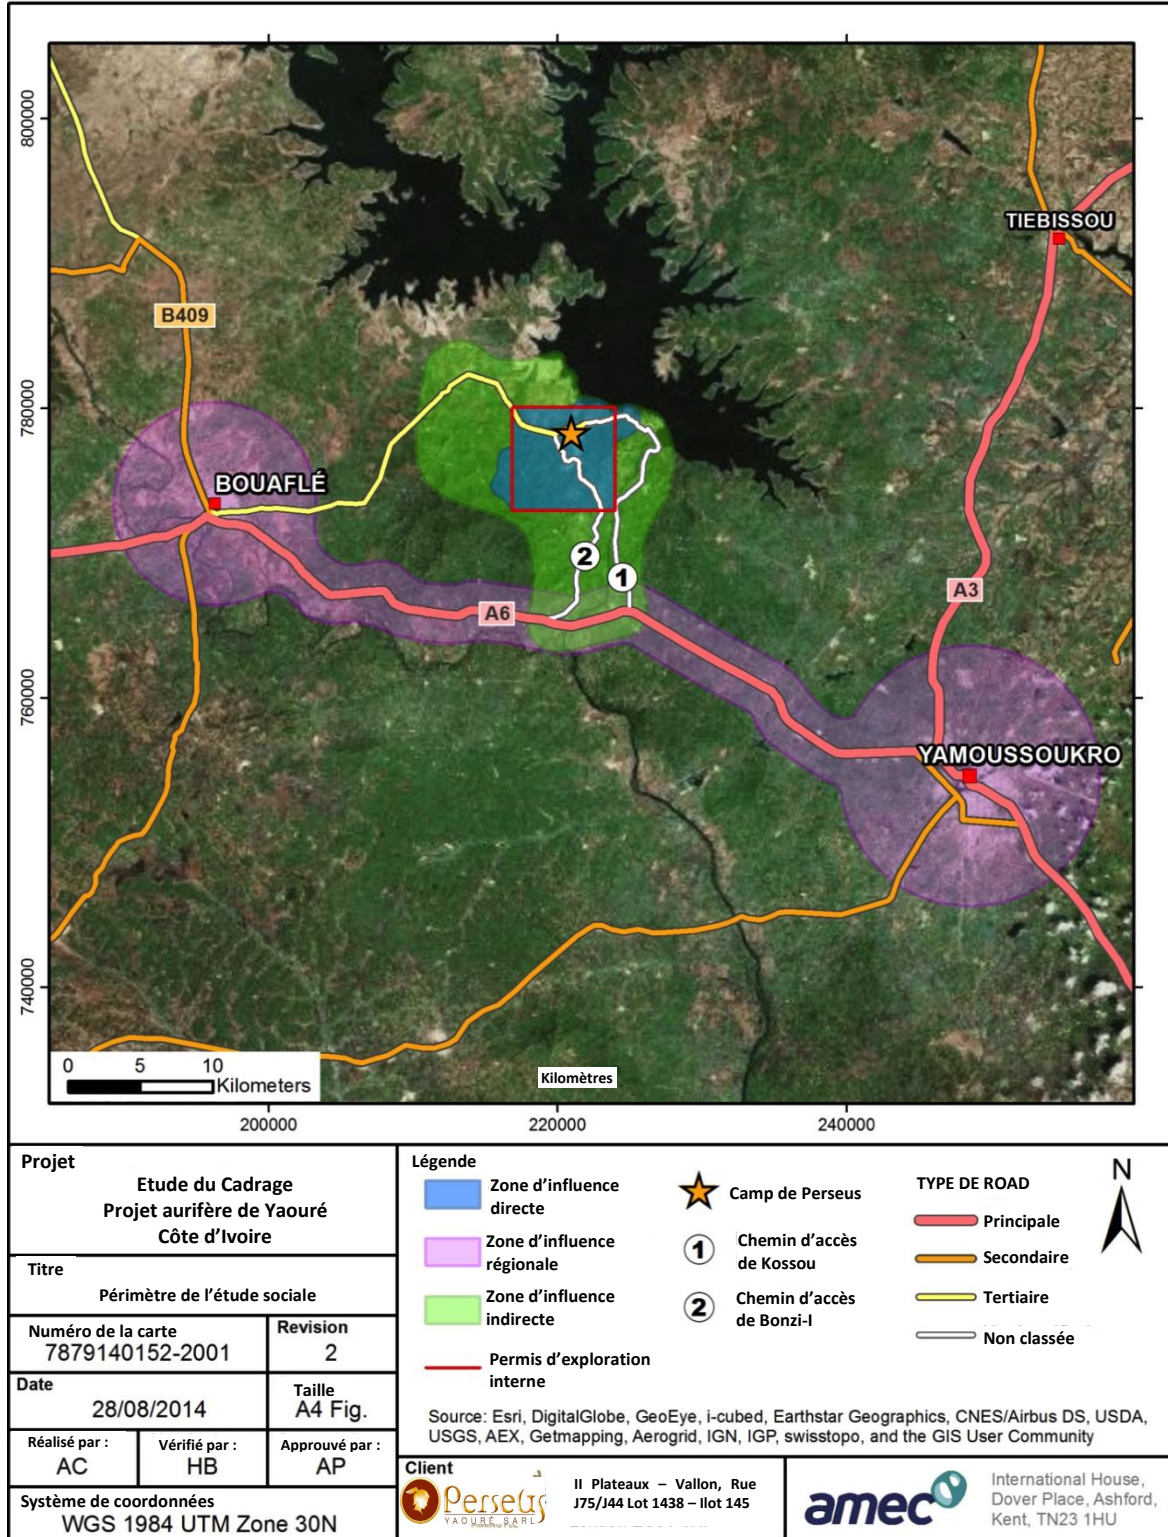 800000
780000
760000
740000
200000
220000
240000
TIEBISSOU
B409
BOUAFLÉ
2
1
A6
A3
YAMOUSSOUKRO
0 5 10
Kilometers
Kilomètres
Projet
Etude du Cadrage
Projet aurifère de Yaouré
Côte d'Ivoire
Titre
Périmètre de l'étude sociale
Numéro de la carte
7879140152-2001
Revision
2
Date
28/08/2014
Taille
A4 Fig.
Réalisé par :
AC
Vérifié par :
HB
Approuvé par :
AP
Système de coordonnées
WGS 1984 UTM Zone 30N
Légende
Zone d'influence
directe
Zone d'influence
régionale
Zone d'influence
indirecte
Permis d'exploration
interne
Camp de Perseus
1
Chemin d'accès
de Kossou
2
Chemin d'accès
de Bonzi-I
TYPE DE ROAD
Principale
Secondaire
Tertiaire
Non classée
N
Source: Esri, DigitalGlobe, GeoEye, i-cubed, Earthstar Geographics, CNES/Airbus DS, USDA,
USGS, AEX, Getmapping, Aerogrid, IGN, IGP, swisstopo, and the GIS User Community
Client
Perseus
YAOURÉ SARL
II Plateaux – Vallon, Rue
J75/J44 Lot 1438 – Ilot 145
amec
International House,
Dover Place, Ashford,
Kent, TN23 1HU